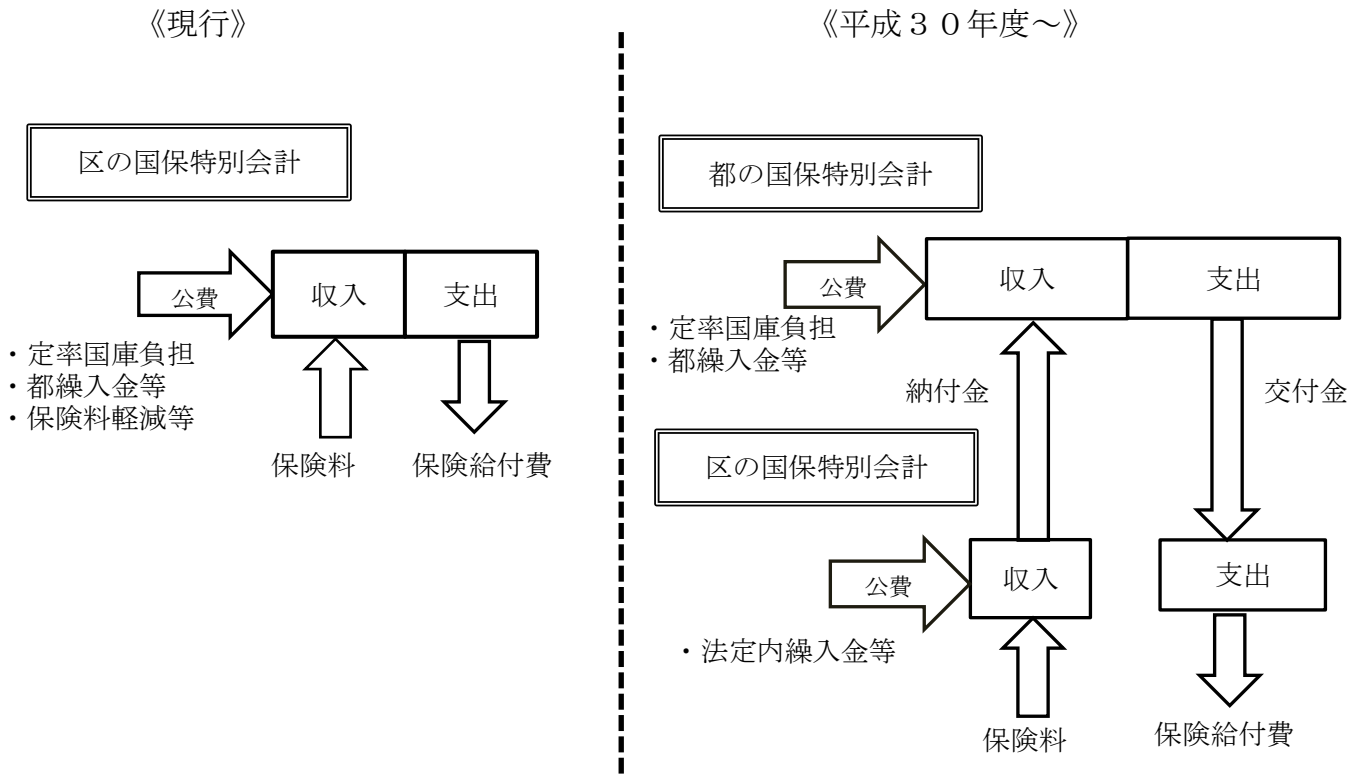 《現行》
区の国保特別会計
公費
収入
支出
・定率国庫負担
・都繰入金等
・保険料軽減等
保険料
保険給付費
《平成３０年度～》
都の国保特別会計
公費
収入
支出
・定率国庫負担
・都繰入金等
納付金
交付金
区の国保特別会計
公費
収入
支出
・法定内繰入金等
保険料
保険給付費